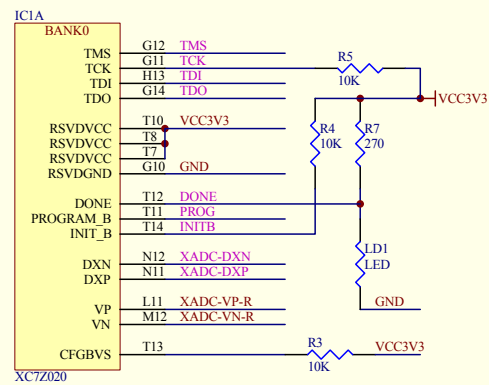 IC1A
BANK0
TMS G12 TMS
TCK G11 TCK
TDI H13 TDI
TDO G14 TDO
R5
10K
VCC3V3
RSVDVCC T10 VCC3V3
RSVDVCC T8
RSVDVCC T7
RSVDGND G10 GND
R4
10K
R7
270
DONE T12 DONE
PROGRAM_B T11 PROG
INIT_B T14 INITB
LD1
LED
GND
DXN N12 XADC-DXN
DXP N11 XADC-DXP
VP L11 XADC-VP-R
VN M12 XADC-VN-R
CFGBVS T13
R3
10K
VCC3V3
XC7Z020